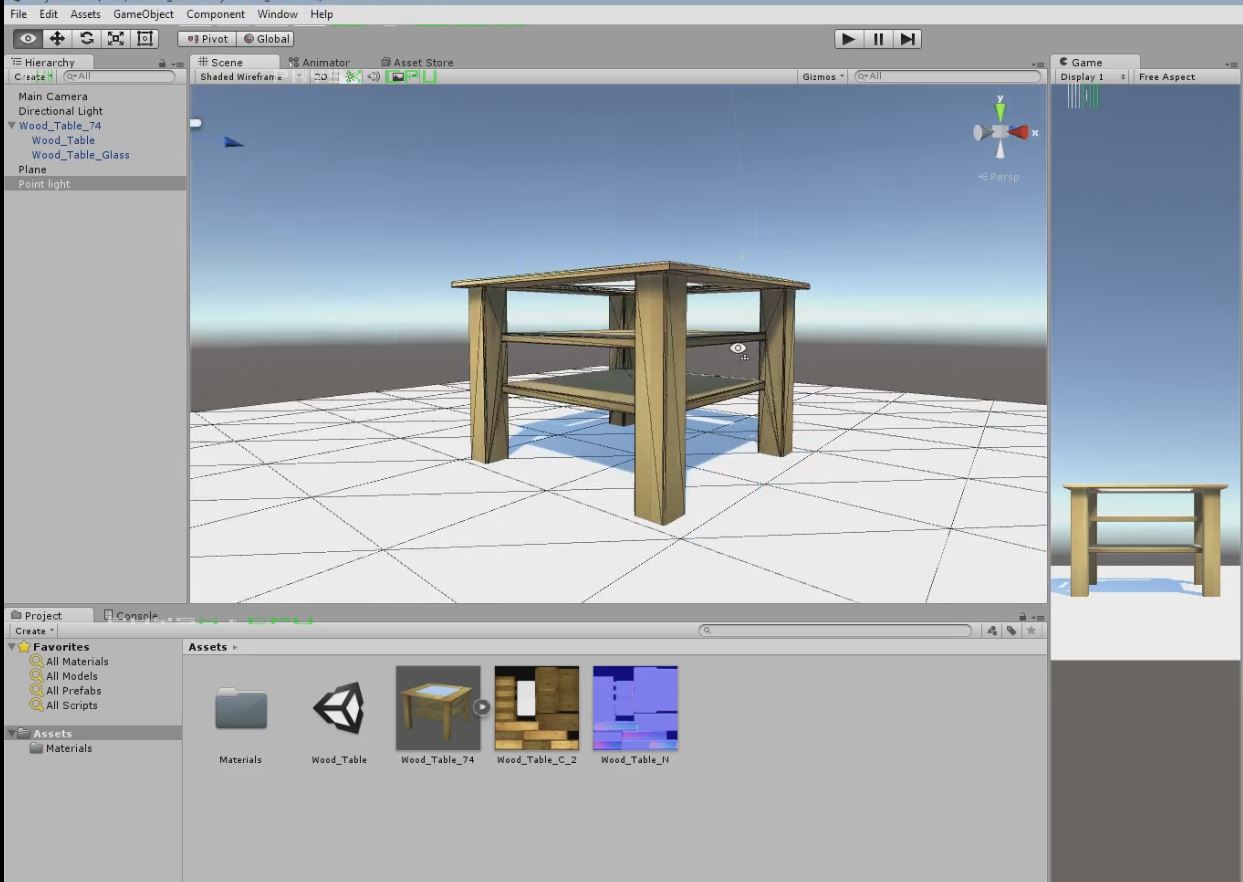 File Edit Assets GameObject Component Window Help
Pivot Global
Hierarchy
Create All
Main Camera
Directional Light
Wood_Table_74
Wood_Table
Wood_Table_Glass
Plane
Point light
Scene Animator Asset Store
Shaded Wireframe 2D Gizmos All
y
x
Persp
Game
Display 1 Free Aspect
Project Console
Create
Favorites
All Materials
All Models
All Prefabs
All Scripts
Assets
Materials
Assets
Materials Wood_Table Wood_Table_74 Wood_Table_C_2 Wood_Table_N